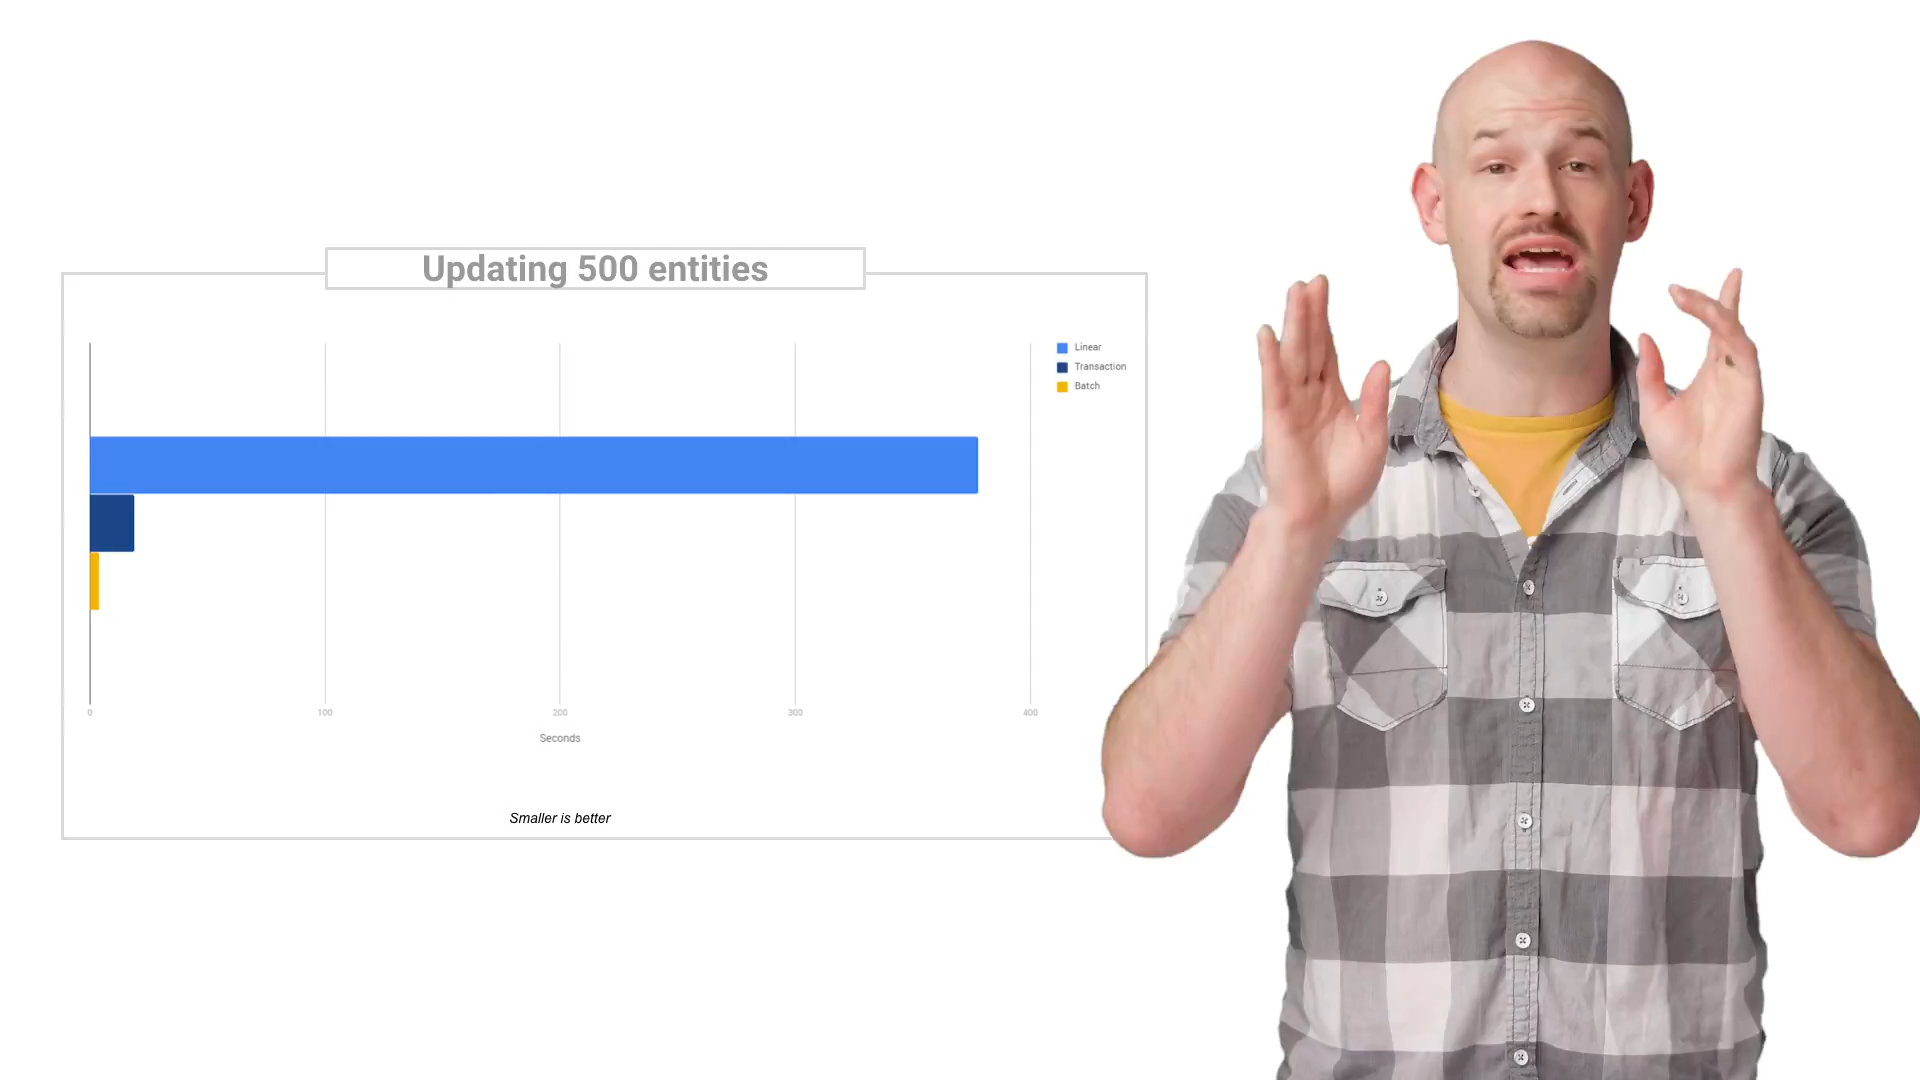 Updating 500 entities
Linear
Transaction
Batch
0 100 200 300 400
Seconds
Smaller is better